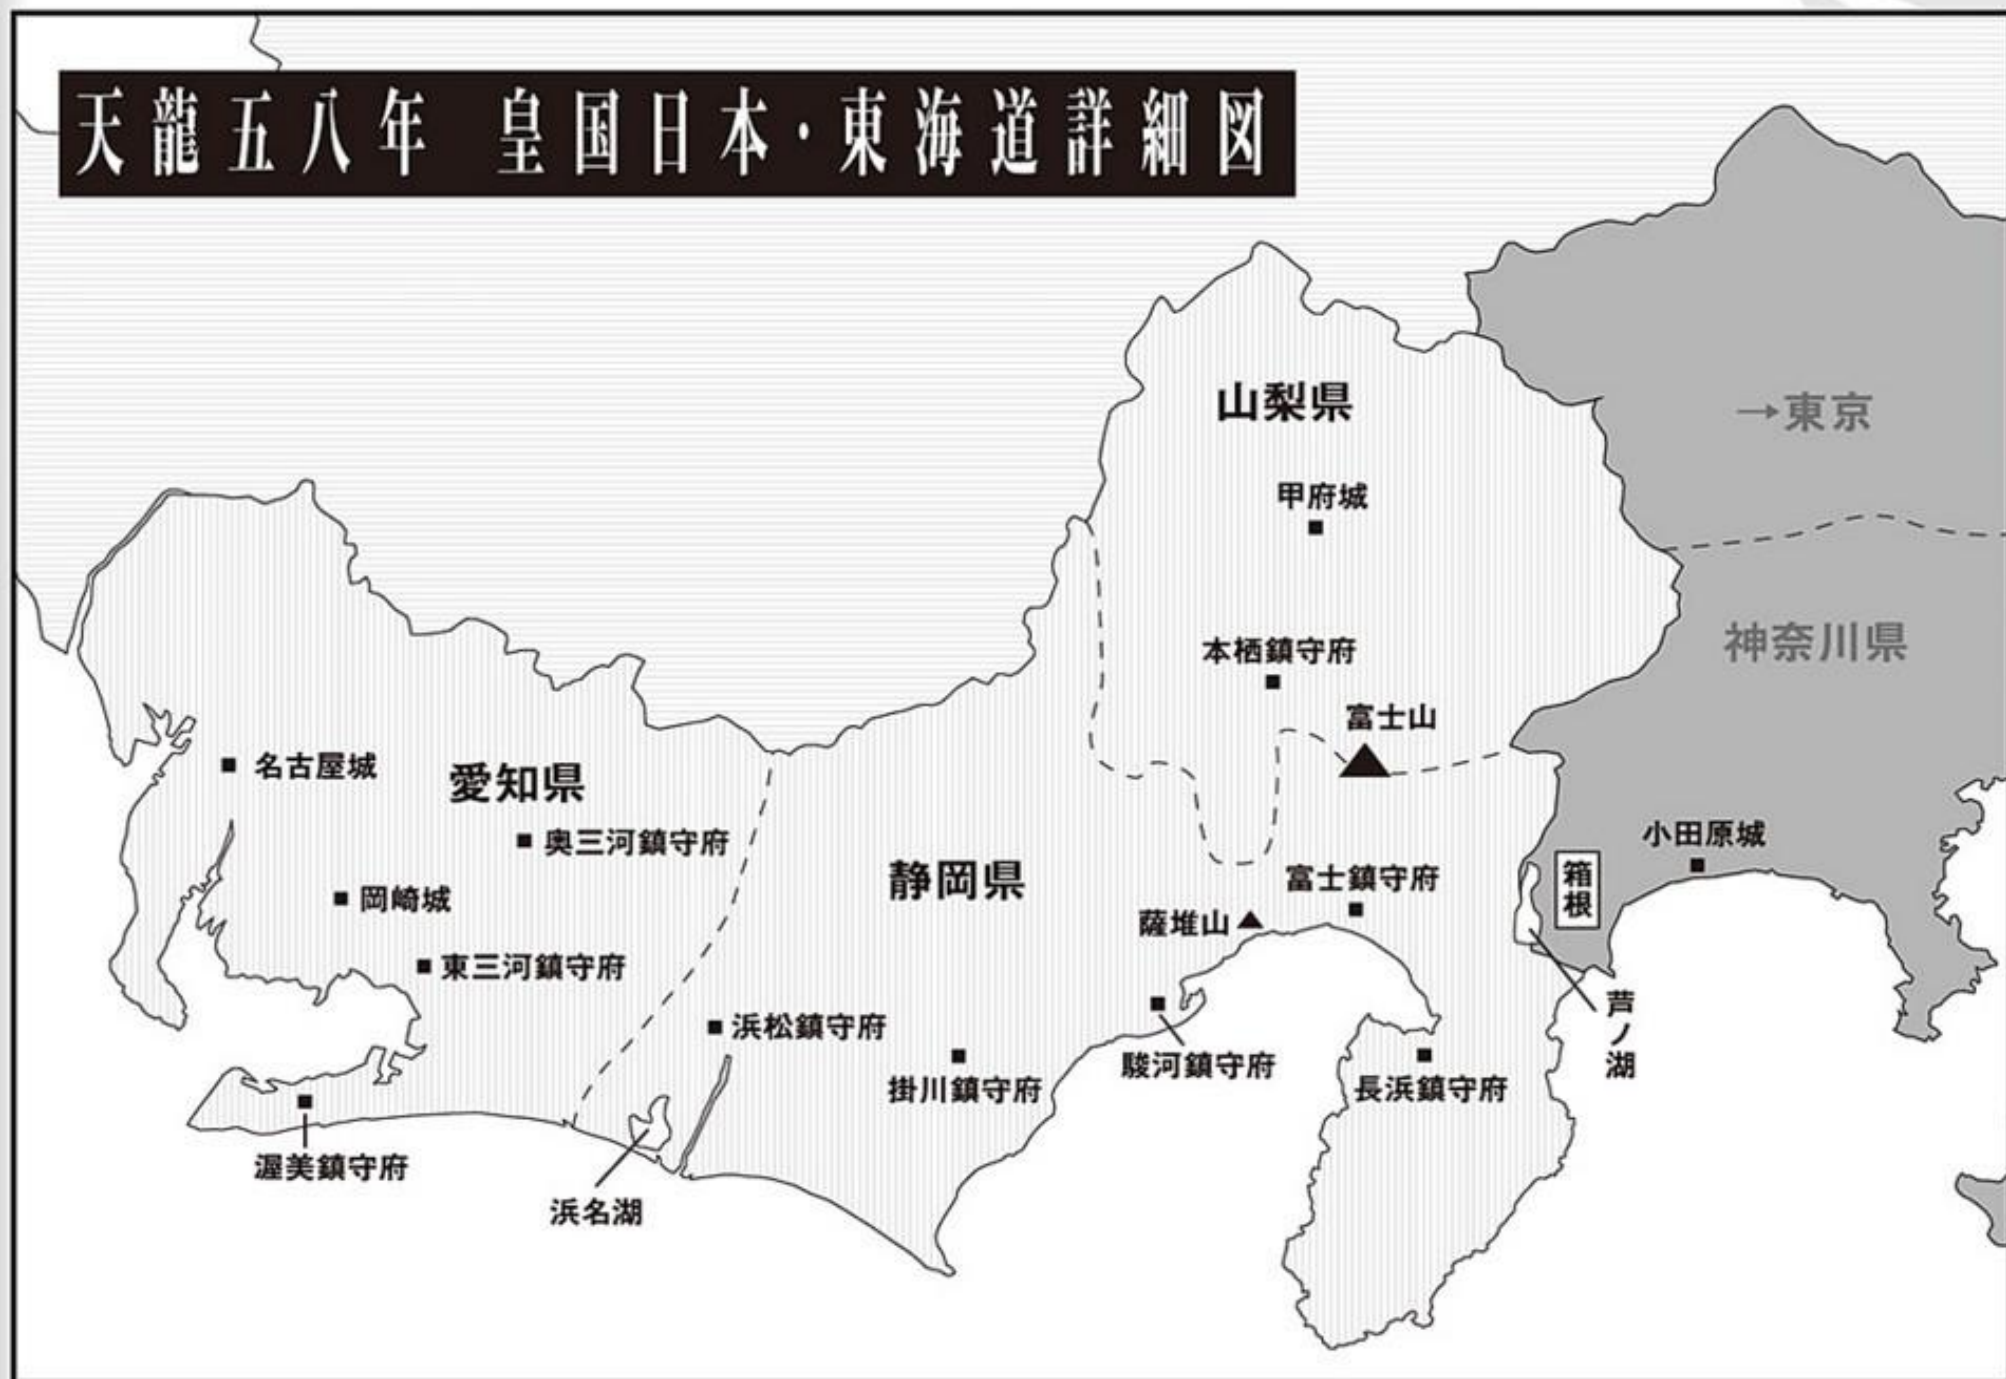 天龍五八年 皇国日本・東海道詳細図
山梨県
→東京
甲府城
神奈川県
本栖鎮守府
富士山
名古屋城
愛知県
小田原城
奥三河鎮守府
静岡県
富士鎮守府
箱根
岡崎城
薩埵山
東三河鎮守府
芦ノ湖
浜松鎮守府
駿河鎮守府
掛川鎮守府
長浜鎮守府
渥美鎮守府
浜名湖